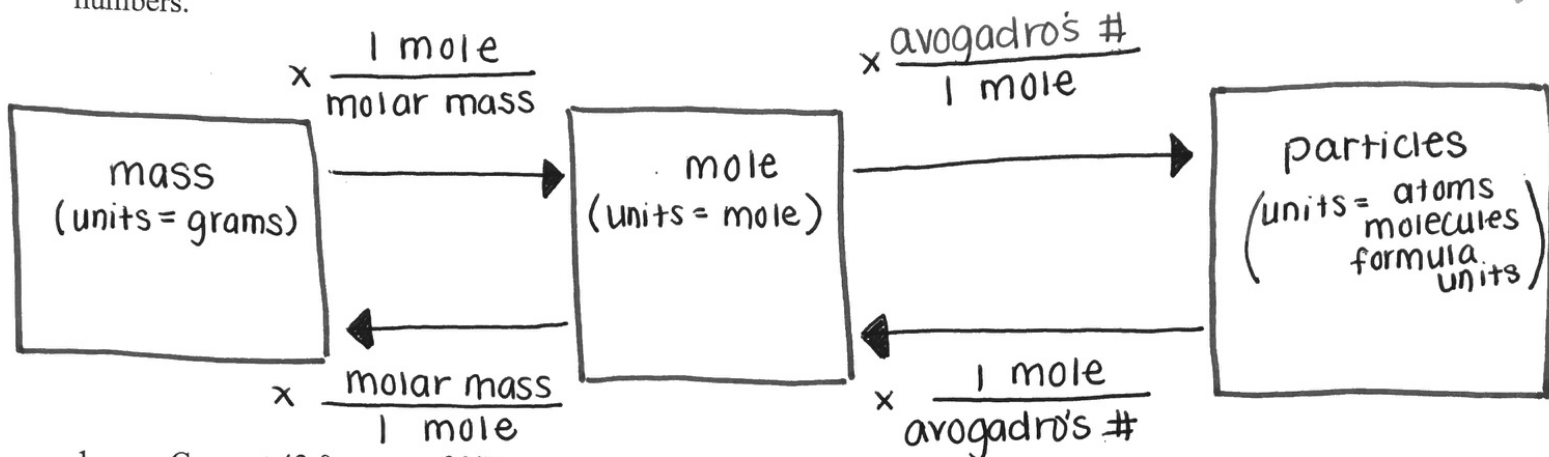 numbers.
x 1 mole
molar mass
x avogadro's #
1 mole
mass
(units = grams)
mole
(units = mole)
particles
(units = atoms
molecules
formula
units)
x molar mass
1 mole
x 1 mole
avogadro's #